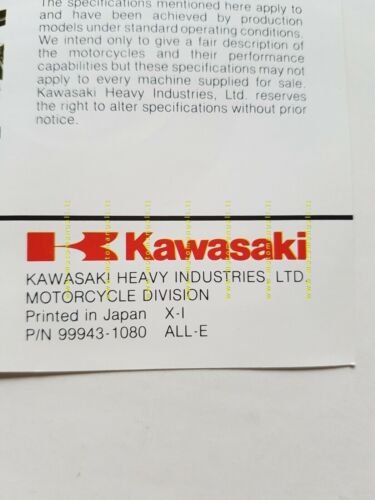 The specifications mentioned here apply to
and have been achieved by production
models under standard operating conditions.
We intend only to give a fair description of
the motorcycles and their performance
capabilities but these specifications may not
apply to every machine supplied for sale.
Kawasaki Heavy Industries, Ltd. reserves
the right to alter specifications without prior
notice.
Kawasaki
KAWASAKI HEAVY INDUSTRIES, LTD.
MOTORCYCLE DIVISION
Printed in Japan X-I
P/N 99943-1080 ALL-E